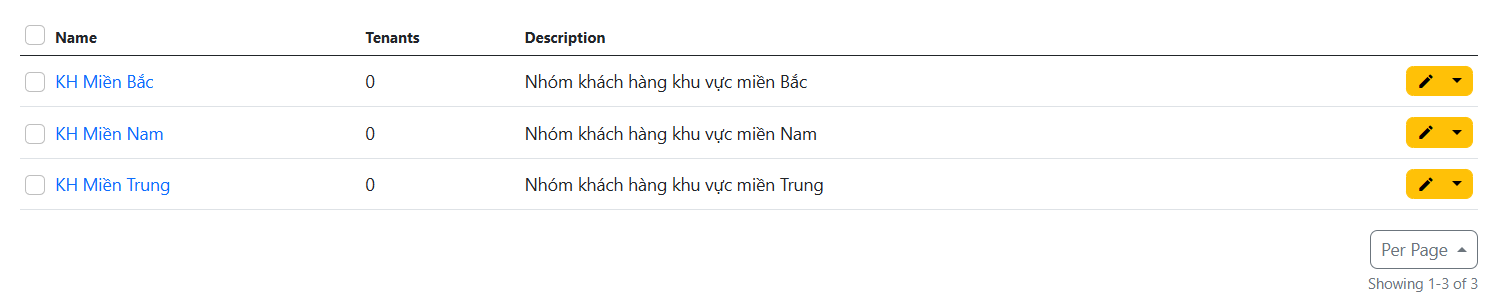 Name Tenants Description
KH Miền Bắc 0 Nhóm khách hàng khu vực miền Bắc
KH Miền Nam 0 Nhóm khách hàng khu vực miền Nam
KH Miền Trung 0 Nhóm khách hàng khu vực miền Trung
Per Page
Showing 1-3 of 3